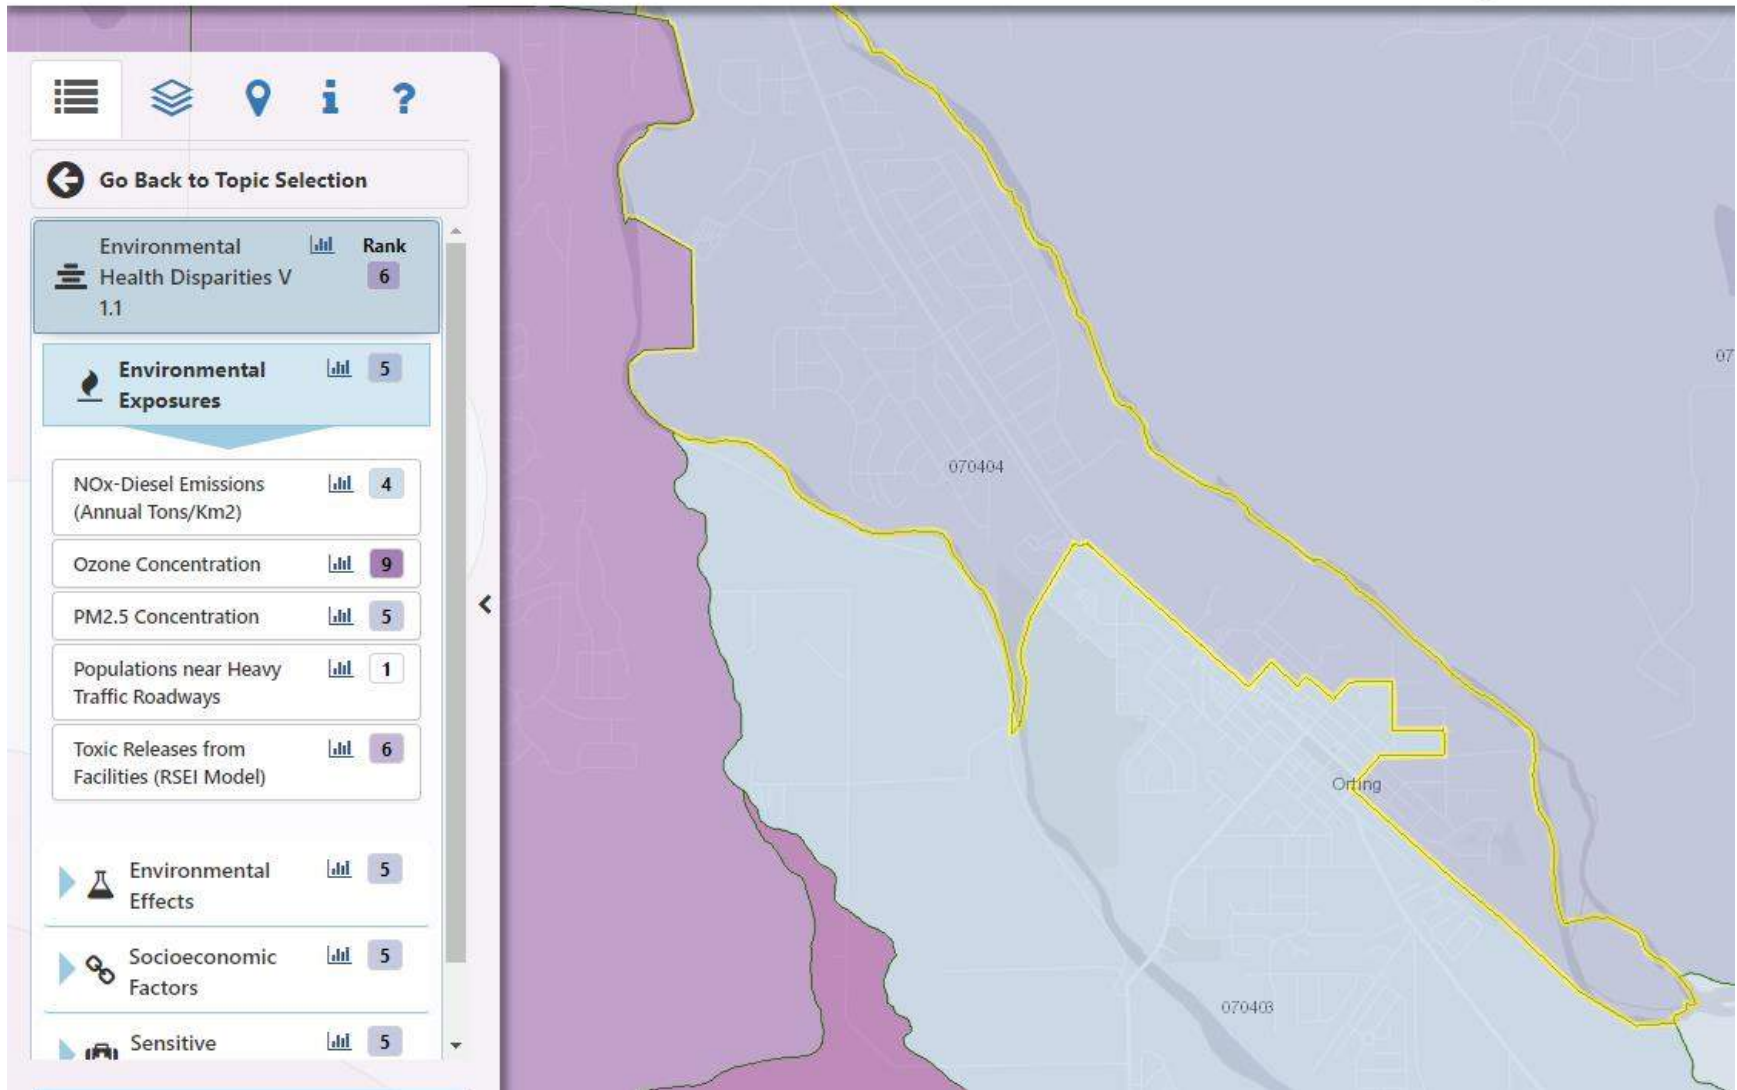 ?
Go Back to Topic Selection
Environmental
Health Disparities V
1.1
Rank
6
Environmental
Exposures
5
NOx-Diesel Emissions
(Annual Tons/Km2)
4
Ozone Concentration
9
PM2.5 Concentration
5
Populations near Heavy
Traffic Roadways
1
Toxic Releases from
Facilities (RSEI Model)
6
Environmental
Effects
5
Socioeconomic
Factors
5
Sensitive
5
07
070404
Orting
070403